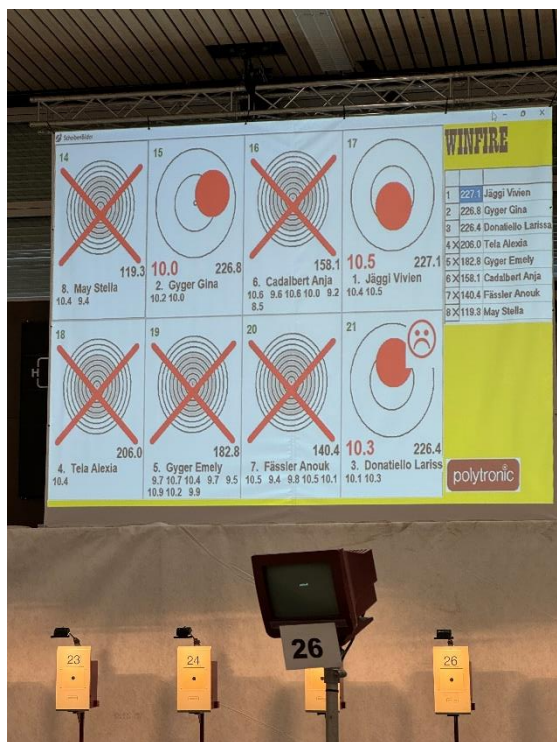 ScheibenBilder
WINFIRE
14
119.3
8. May Stella
10.4 9.4
15
10.0 226.8
2. Gyger Gina
10.2 10.0
16
158.1
6. Cadalbert Anja
10.6 9.6 10.6 10.0 9.2
8.5
17
10.5 227.1
1. Jäggi Vivien
10.4 10.5
18
206.0
4. Tela Alexia
10.4
19
182.8
5. Gyger Emely
9.7 10.7 10.4 9.7 9.5
10.9 10.2 9.9
20
140.4
7. Fässler Anouk
10.5 9.4 9.8 10.5 10.1
21
10.3 226.4
3. Donatiello Lariss
10.1 10.3
1 227.1 Jäggi Vivien
2 226.8 Gyger Gina
3 226.4 Donatiello Larissa
4 X 206.0 Tela Alexia
5 X 182.8 Gyger Emely
6 X 158.1 Cadalbert Anja
7 X 140.4 Fässler Anouk
8 X 119.3 May Stella
polytronic
23
24
26
26